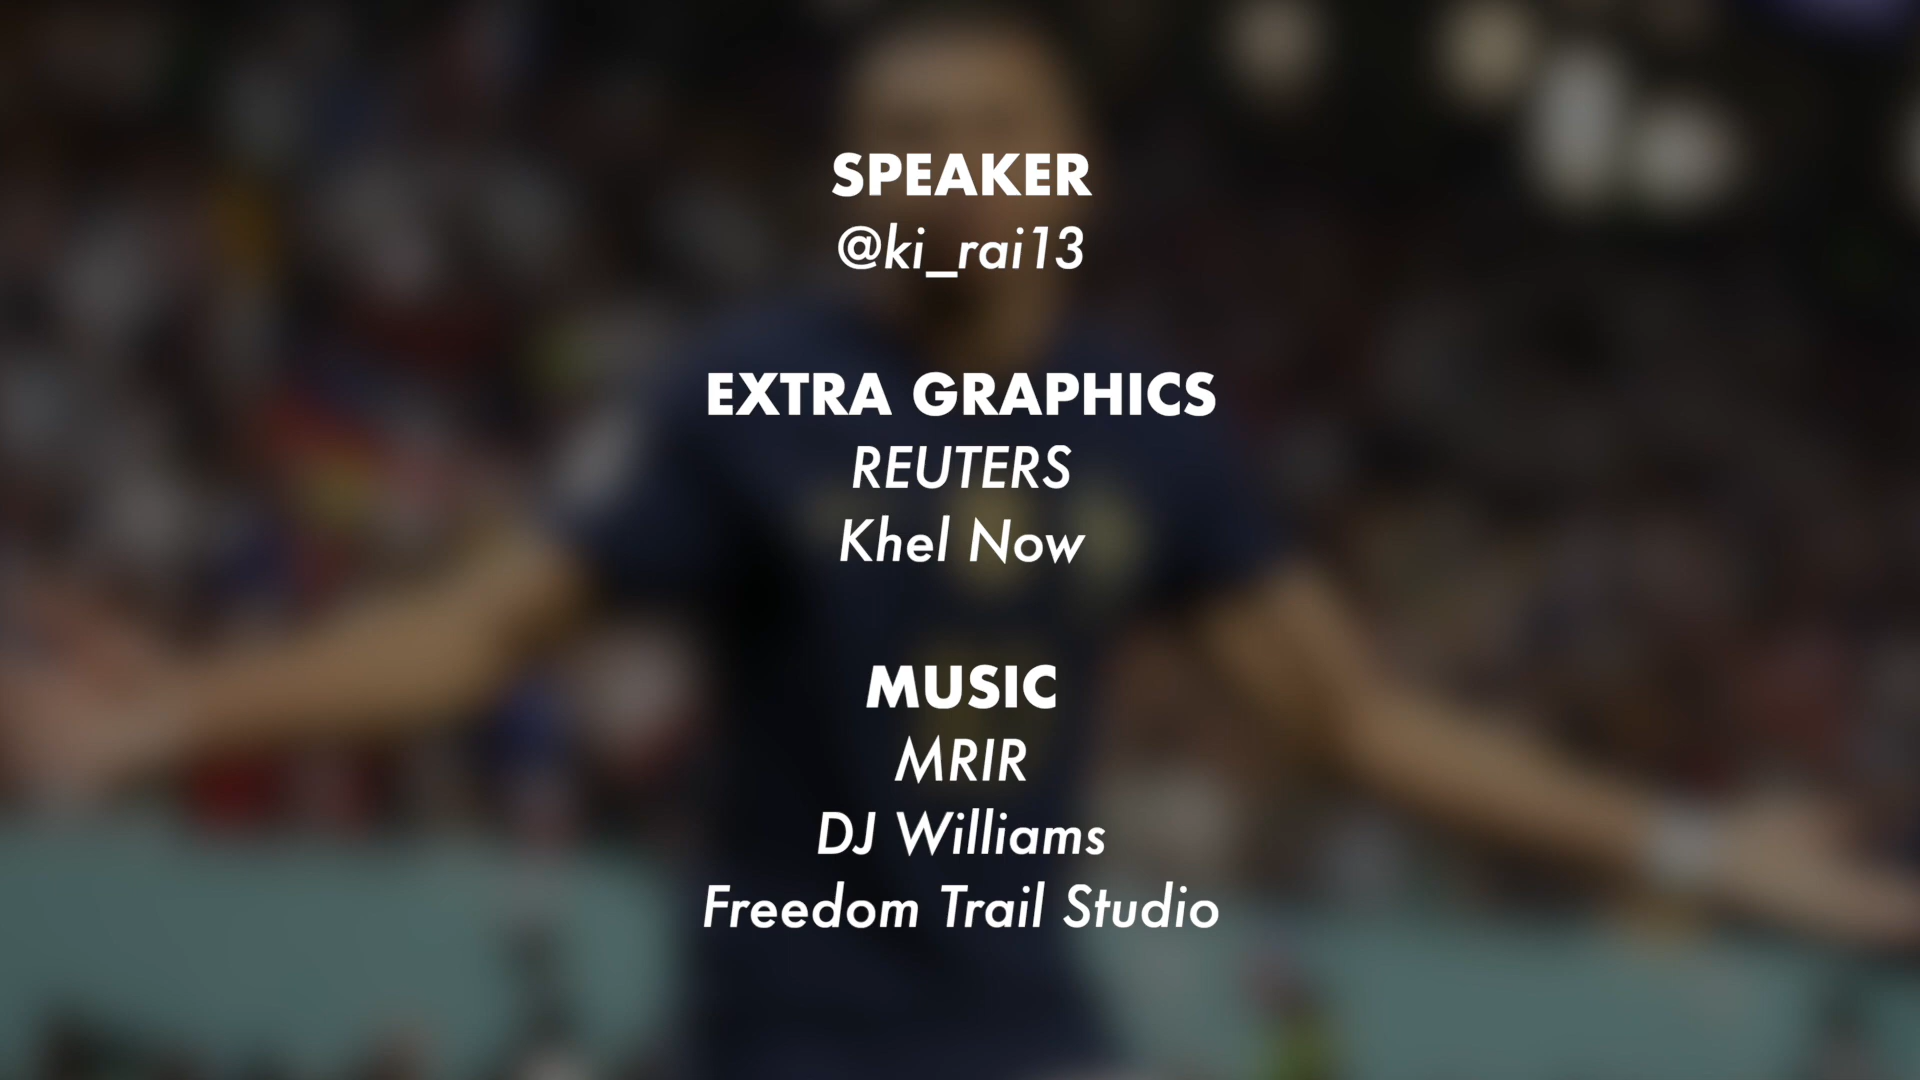 SPEAKER
@ki_rai13
EXTRA GRAPHICS
REUTERS
Khel Now
MUSIC
MRIR
DJ Williams
Freedom Trail Studio